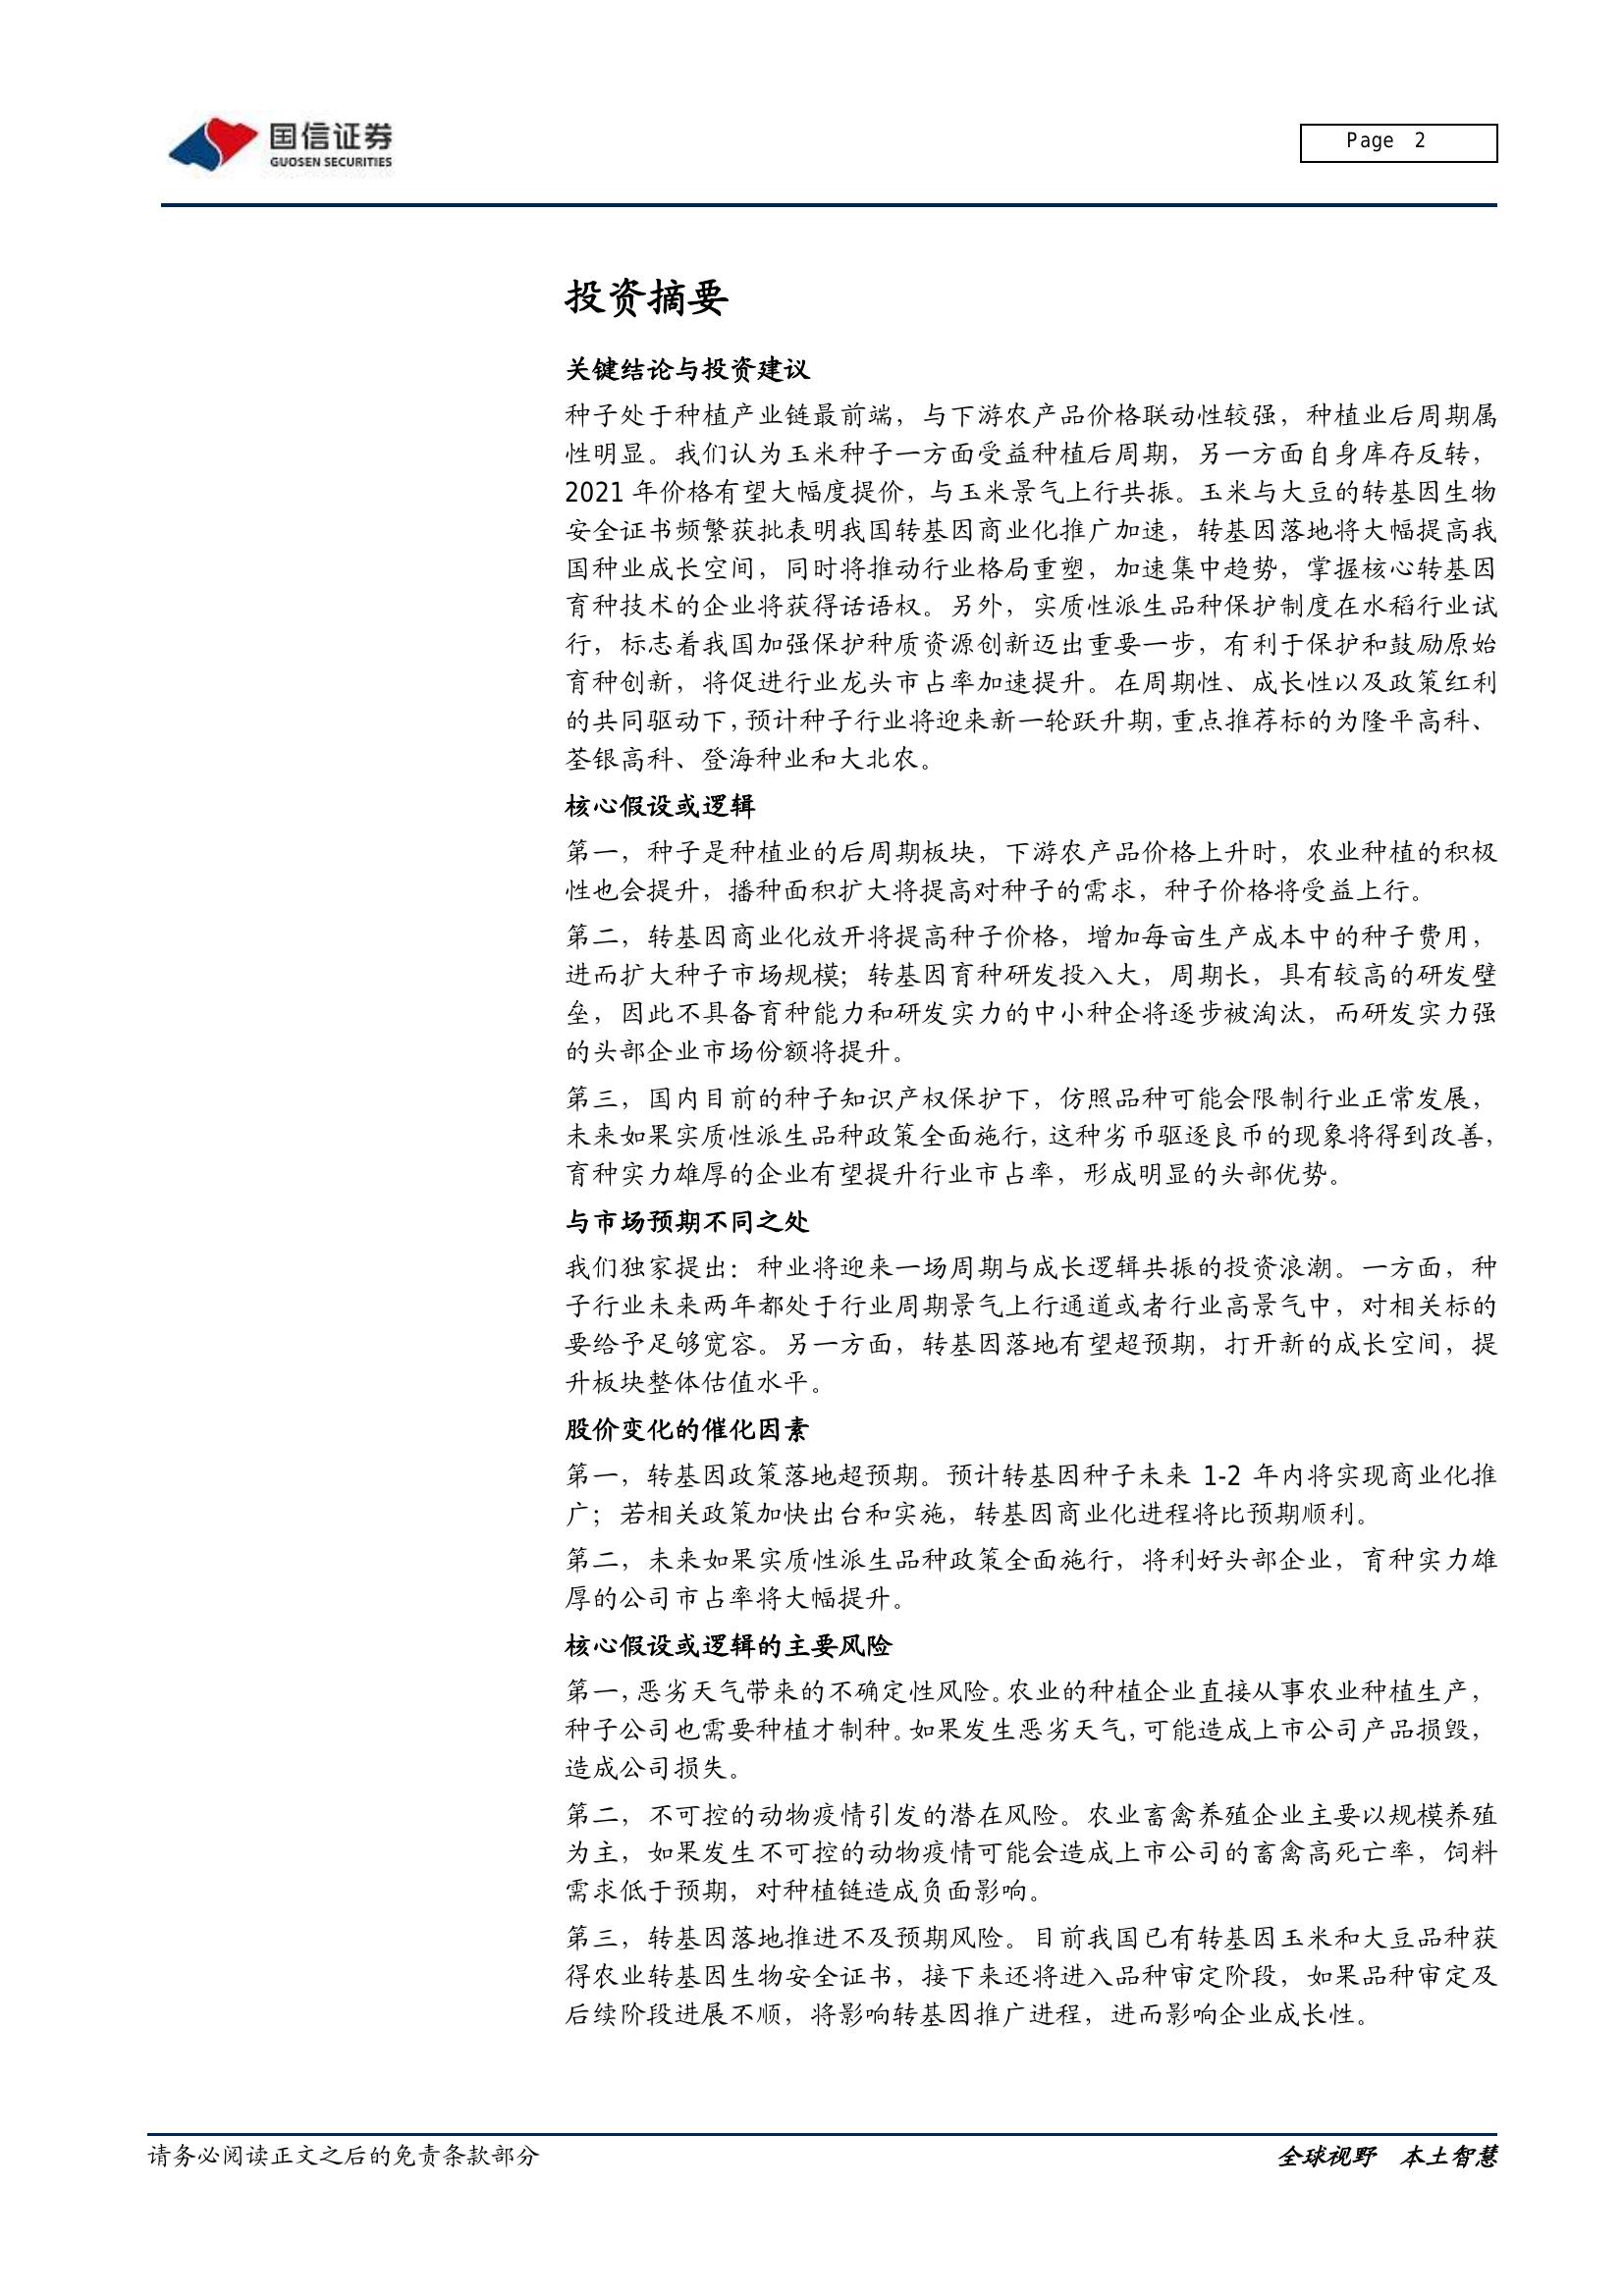 国信证券
GUOSEN SECURITIES
Page 2
投资摘要
关键结论与投资建议
种子处于种植产业链最前端，与下游农产品价格联动性较强，种植业后周期属
性明显。我们认为玉米种子一方面受益种植后周期，另一方面自身库存反转，
2021 年价格有望大幅度提价，与玉米景气上行共振。玉米与大豆的转基因生物
安全证书频繁获批表明我国转基因商业化推广加速，转基因落地将大幅提高我
国种业成长空间，同时将推动行业格局重塑，加速集中趋势，掌握核心转基因
育种技术的企业将获得话语权。另外，实质性派生品种保护制度在水稻行业试
行，标志着我国加强保护种质资源创新迈出重要一步，有利于保护和鼓励原始
育种创新，将促进行业龙头市占率加速提升。在周期性、成长性以及政策红利
的共同驱动下，预计种子行业将迎来新一轮跃升期，重点推荐标的为隆平高科、
荃银高科、登海种业和大北农。
核心假设或逻辑
第一，种子是种植业的后周期板块，下游农产品价格上升时，农业种植的积极
性也会提升，播种面积扩大将提高对种子的需求，种子价格将受益上行。
第二，转基因商业化放开将提高种子价格，增加每亩生产成本中的种子费用，
进而扩大种子市场规模；转基因育种研发投入大，周期长，具有较高的研发壁
垒，因此不具备育种能力和研发实力的中小种企将逐步被淘汰，而研发实力强
的头部企业市场份额将提升。
第三，国内目前的种子知识产权保护下，仿照品种可能会限制行业正常发展，
未来如果实质性派生品种政策全面施行，这种劣币驱逐良币的现象将得到改善，
育种实力雄厚的企业有望提升行业市占率，形成明显的头部优势。
与市场预期不同之处
我们独家提出：种业将迎来一场周期与成长逻辑共振的投资浪潮。一方面，种
子行业未来两年都处于行业周期景气上行通道或者行业高景气中，对相关标的
要给予足够宽容。另一方面，转基因落地有望超预期，打开新的成长空间，提
升板块整体估值水平。
股价变化的催化因素
第一，转基因政策落地超预期。预计转基因种子未来 1-2 年内将实现商业化推
广；若相关政策加快出台和实施，转基因商业化进程将比预期顺利。
第二，未来如果实质性派生品种政策全面施行，将利好头部企业，育种实力雄
厚的公司市占率将大幅提升。
核心假设或逻辑的主要风险
第一，恶劣天气带来的不确定性风险。农业的种植企业直接从事农业种植生产，
种子公司也需要种植才制种。如果发生恶劣天气，可能造成上市公司产品损毁，
造成公司损失。
第二，不可控的动物疫情引发的潜在风险。农业畜禽养殖企业主要以规模养殖
为主，如果发生不可控的动物疫情可能会造成上市公司的畜禽高死亡率，饲料
需求低于预期，对种植链造成负面影响。
第三，转基因落地推进不及预期风险。目前我国已有转基因玉米和大豆品种获
得农业转基因生物安全证书，接下来还将进入品种审定阶段，如果品种审定及
后续阶段进展不顺，将影响转基因推广进程，进而影响企业成长性。
请务必阅读正文之后的免责条款部分
全球视野 本土智慧